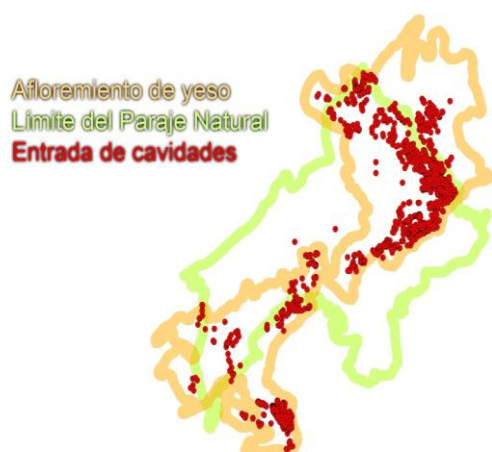 Afloremiento de yeso
Límite del Paraje Natural
Entrada de cavidades